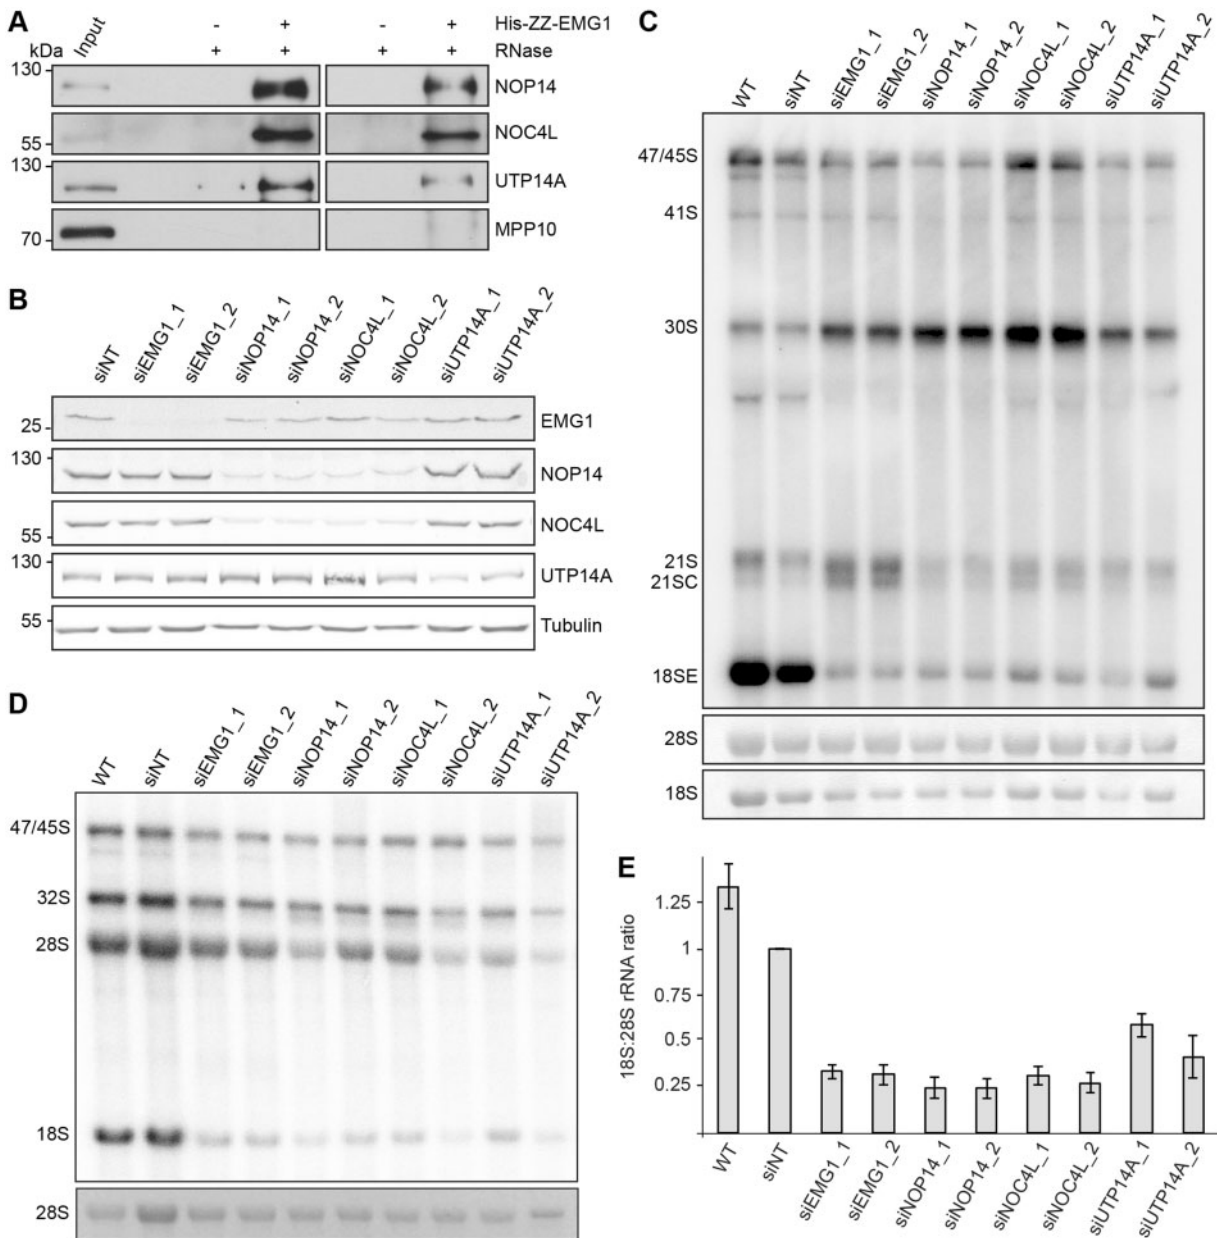 A
kDa
Input
- + - + His-ZZ-EMG1
+ + + + RNase
130
NOP14
55
NOC4L
130
UTP14A
70
MPP10
B
siNT
siEMG1_1
siEMG1_2
siNOP14_1
siNOP14_2
siNOC4L_1
siNOC4L_2
siUTP14A_1
siUTP14A_2
25
EMG1
130
NOP14
55
NOC4L
130
UTP14A
55
Tubulin
C
WT
siNT
siEMG1_1
siEMG1_2
siNOP14_1
siNOP14_2
siNOC4L_1
siNOC4L_2
siUTP14A_1
siUTP14A_2
47/45S
41S
30S
21S
21SC
18SE
28S
18S
D
WT
siNT
siEMG1_1
siEMG1_2
siNOP14_1
siNOP14_2
siNOC4L_1
siNOC4L_2
siUTP14A_1
siUTP14A_2
47/45S
32S
28S
18S
28S
E
18S:28S rRNA ratio
1.25
1
0.75
0.5
0.25
WT
siNT
siEMG1_1
siEMG1_2
siNOP14_1
siNOP14_2
siNOC4L_1
siNOC4L_2
siUTP14A_1
siUTP14A_2